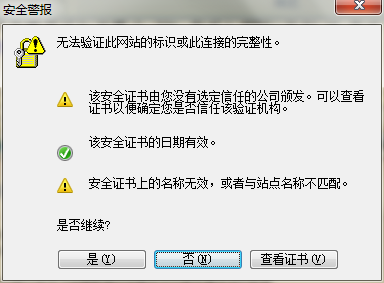 安全警报
无法验证此网站的标识或此连接的完整性。
该安全证书由您没有选定信任的公司颁发。可以查看
证书以便确定您是否信任该验证机构。
该安全证书的日期有效。
安全证书上的名称无效，或者与站点名称不匹配。
是否继续?
是(Y) 否(N) 查看证书(V)